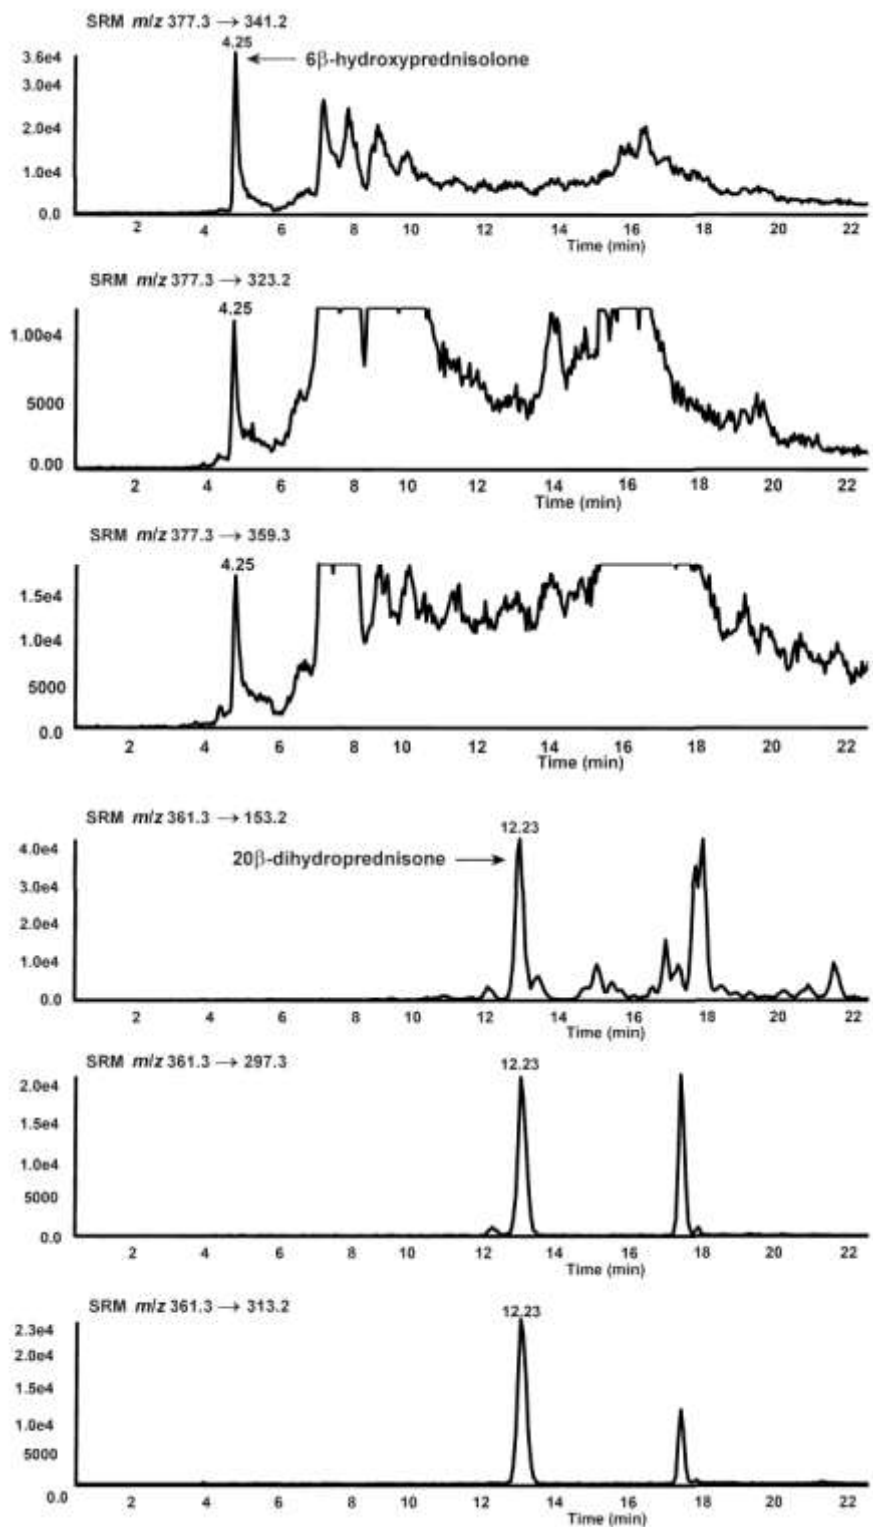 SRM m/z 377.3 → 341.2
4.25
6β-hydroxyprednisolone
3.6e4
3.0e4
2.0e4
1.0e4
0.0
2 4 6 8 10 12 14 16 18 20 22
Time (min)
SRM m/z 377.3 → 323.2
4.25
1.00e4
5000
0.00
2 4 6 8 10 12 14 16 18 20 22
Time (min)
SRM m/z 377.3 → 359.3
4.25
1.5e4
1.0e4
5000
0.0
2 4 6 8 10 12 14 16 18 20 22
Time (min)
SRM m/z 361.3 → 153.2
12.23
20β-dihydroprednisone
4.0e4
3.0e4
2.0e4
1.0e4
0.0
2 4 6 8 10 12 14 16 18 20 22
Time (min)
SRM m/z 361.3 → 297.3
12.23
2.0e4
1.5e4
1.0e4
5000
0.0
2 4 6 8 10 12 14 16 18 20 22
Time (min)
SRM m/z 361.3 → 313.2
12.23
2.3e4
2.0e4
1.5e4
1.0e4
5000
0.0
2 4 6 8 10 12 14 16 18 20 22
Time (min)